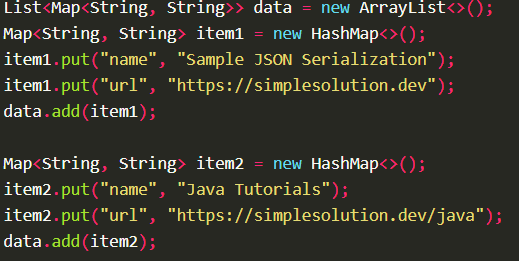 List<Map<String, String>> data = new ArrayList<>();
Map<String, String> item1 = new HashMap<>();
item1.put("name", "Sample JSON Serialization");
item1.put("url", "https://simplesolution.dev");
data.add(item1);
Map<String, String> item2 = new HashMap<>();
item2.put("name", "Java Tutorials");
item2.put("url", "https://simplesolution.dev/java");
data.add(item2);